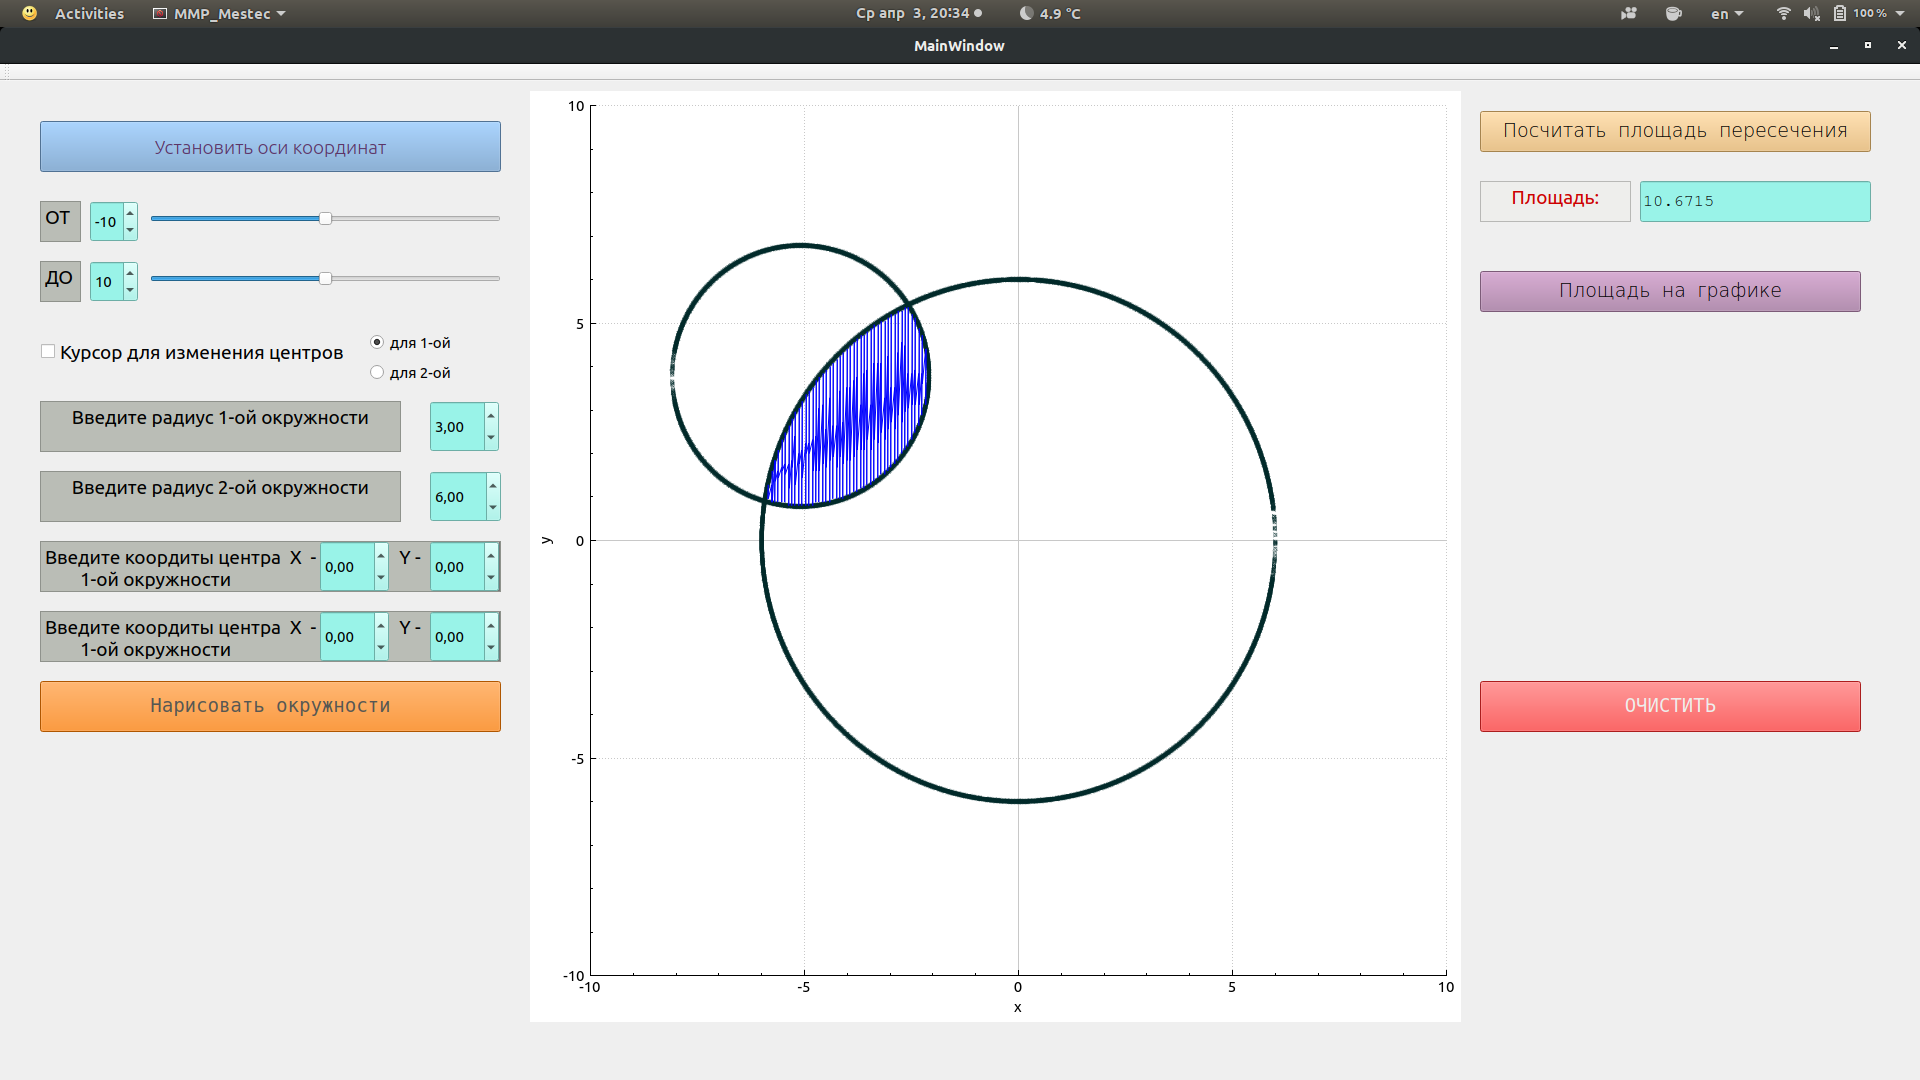 Activities
MMP_Mestec
Ср апр 3, 20:34
4.9 °C
en
100 %
MainWindow
Установить оси координат
ОТ
-10
ДО
10
Курсор для изменения центров
для 1-ой
для 2-ой
Введите радиус 1-ой окружности
3,00
Введите радиус 2-ой окружности
6,00
Введите коордиты центра X -
1-ой окружности
0,00
Y -
0,00
Введите коордиты центра X -
1-ой окружности
0,00
Y -
0,00
Нарисовать окружности
10
5
0
-5
-10
y
-10
-5
0
5
10
x
Посчитать площадь пересечения
Площадь:
10.6715
Площадь на графике
ОЧИСТИТЬ